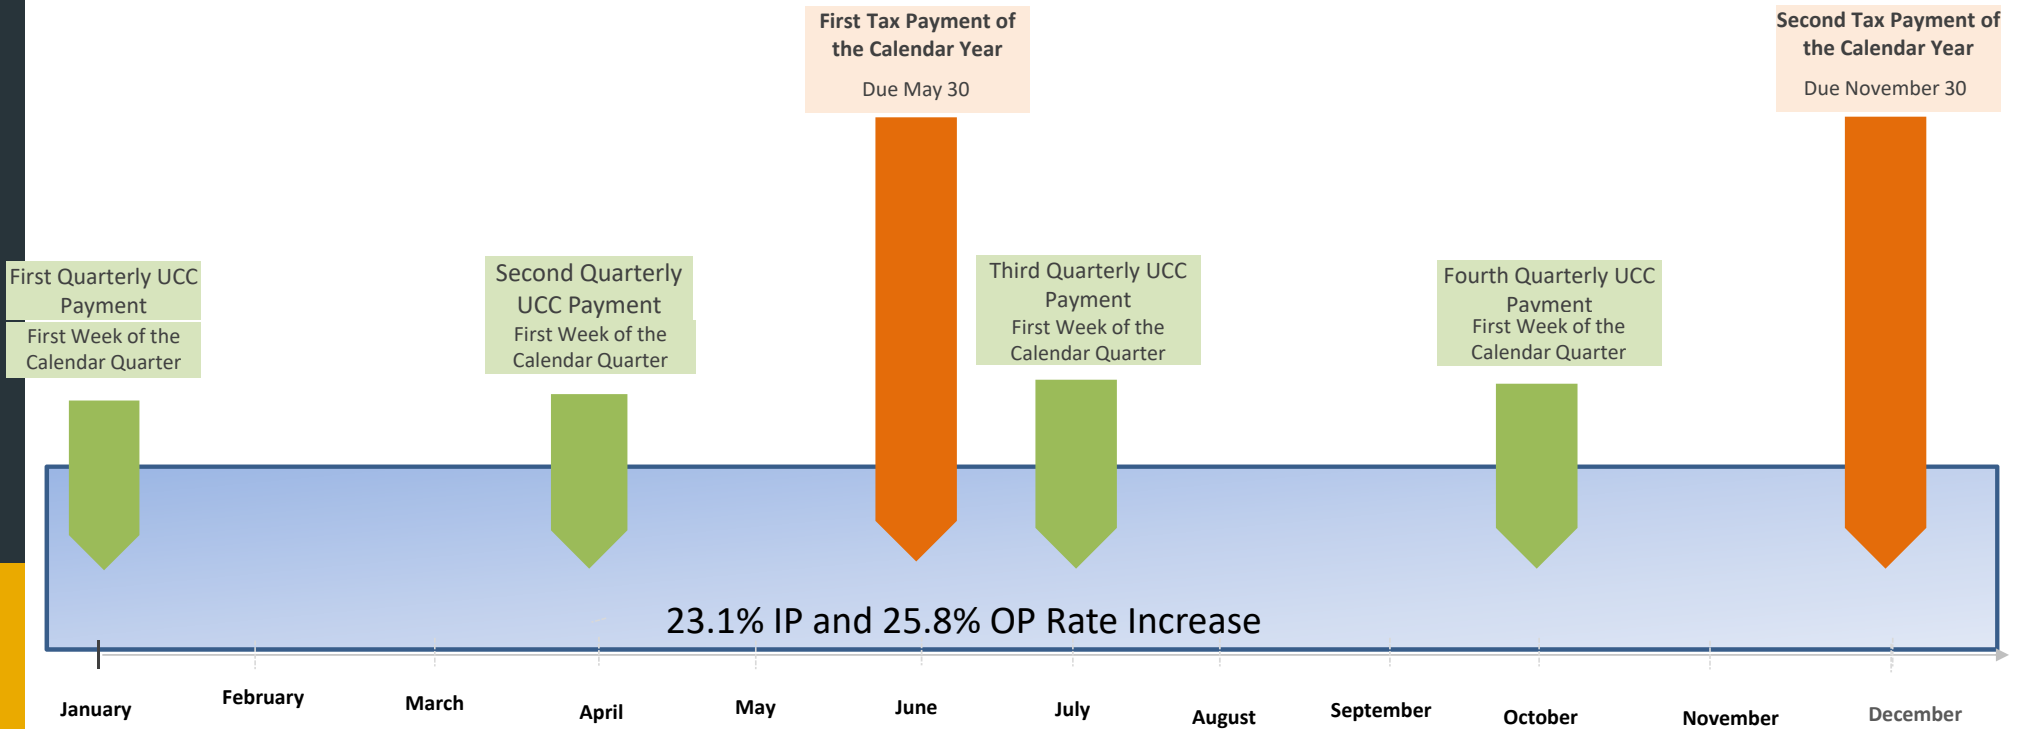 First Tax Payment of
the Calendar Year
Due May 30
Second Tax Payment of
the Calendar Year
Due November 30
First Quarterly UCC
Payment
First Week of the
Calendar Quarter
Second Quarterly
UCC Payment
First Week of the
Calendar Quarter
Third Quarterly UCC
Payment
First Week of the
Calendar Quarter
Fourth Quarterly UCC
Payment
First Week of the
Calendar Quarter
23.1% IP and 25.8% OP Rate Increase
January
February
March
April
May
June
July
August
September
October
November
December